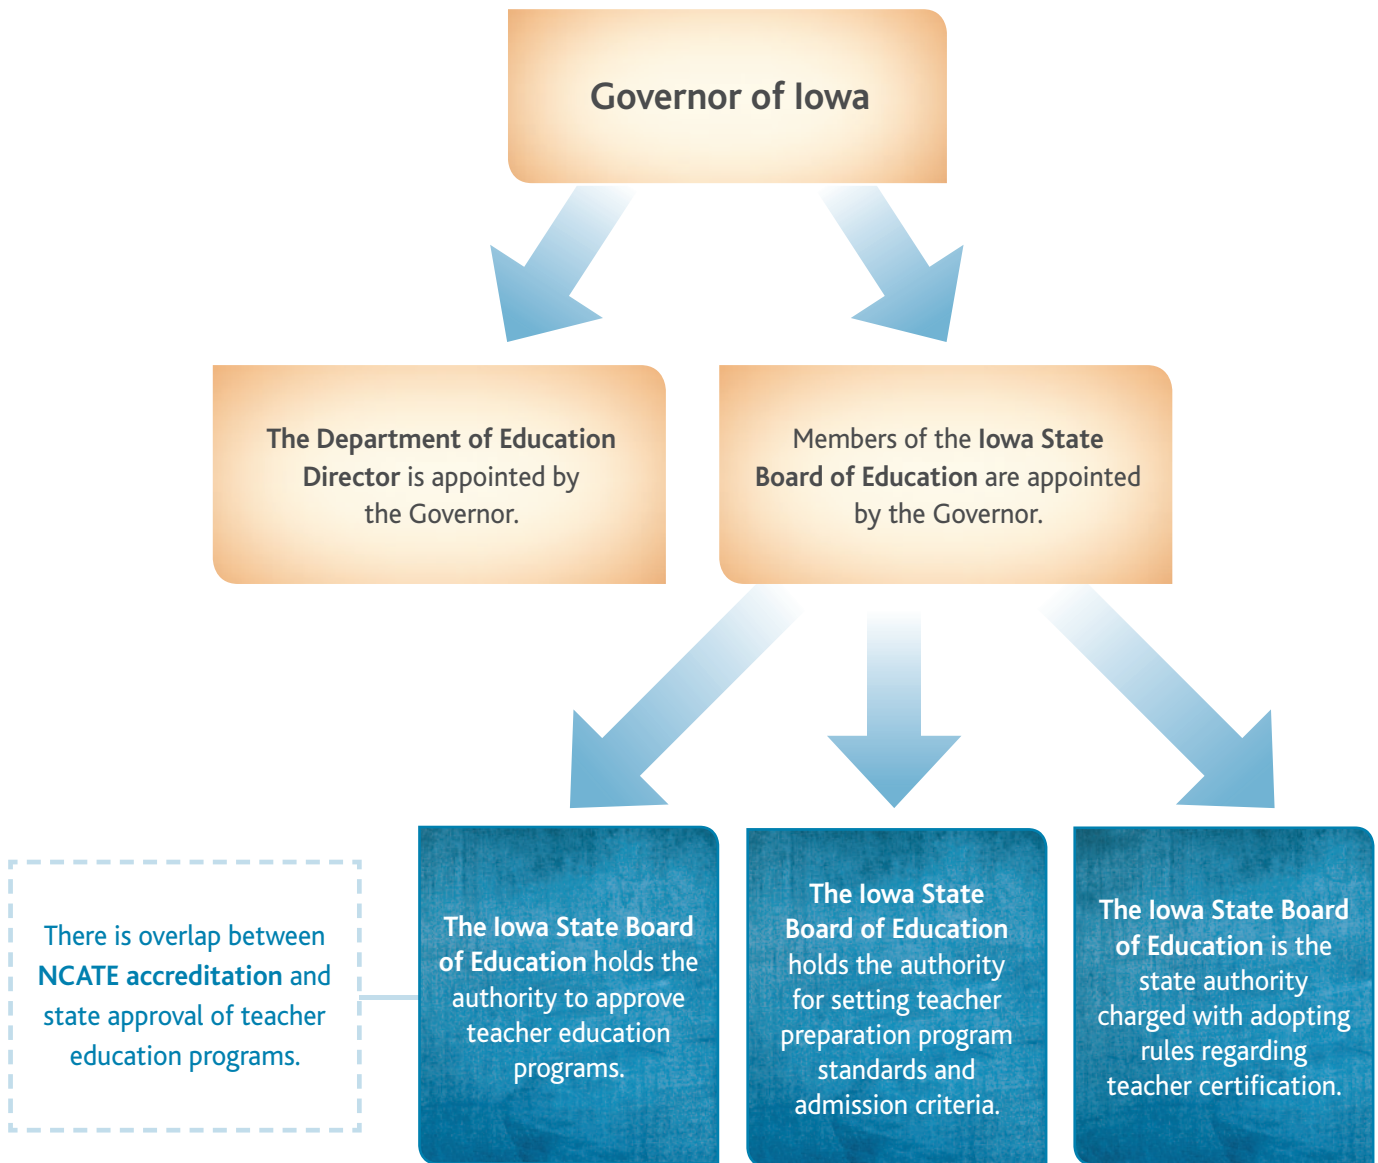 Governor of Iowa
The Department of Education
Director is appointed by
the Governor.
Members of the Iowa State
Board of Education are appointed
by the Governor.
There is overlap between
NCATE accreditation and
state approval of teacher
education programs.
The Iowa State Board
of Education holds the
authority to approve
teacher education
programs.
The Iowa State
Board of Education
holds the authority
for setting teacher
preparation program
standards and
admission criteria.
The Iowa State Board
of Education is the
state authority
charged with adopting
rules regarding
teacher certification.